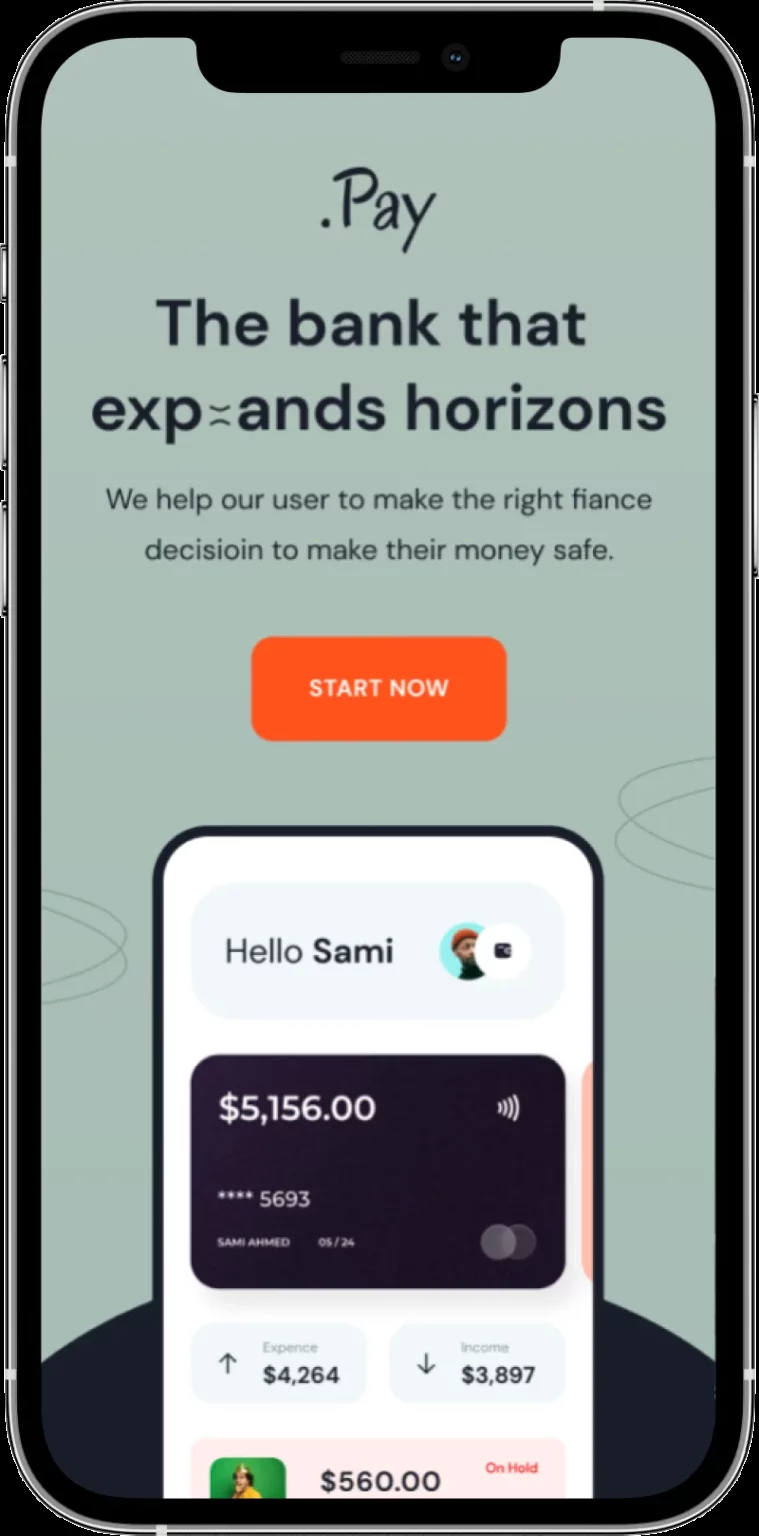 .Pay
The bank that
exp≍ands horizons
We help our user to make the right fiance
decisioin to make their money safe.
START NOW
Hello Sami
$5,156.00
**** 5693
SAMI AHMED 05 / 24
Expence
$4,264
Income
$3,897
On Hold
$560.00